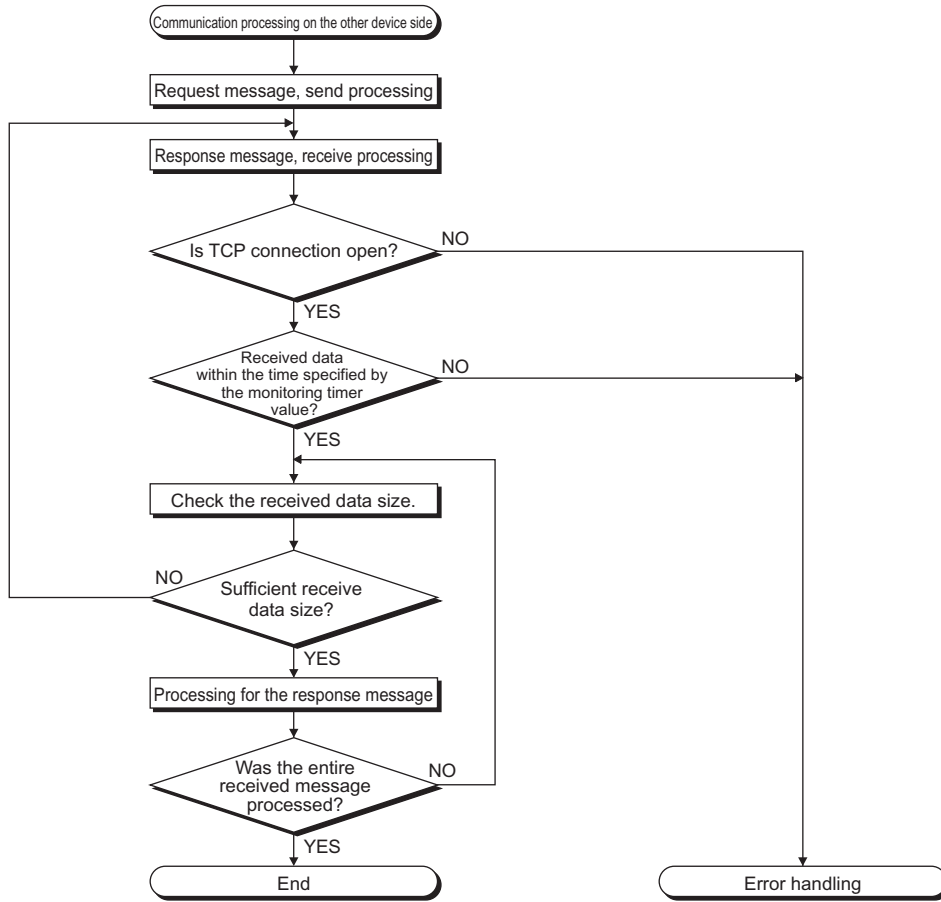 Communication processing on the other device side
Request message, send processing
Response message, receive processing
Is TCP connection open?
NO
YES
Received data
within the time specified by
the monitoring timer
value?
NO
YES
Check the received data size.
NO
Sufficient receive
data size?
YES
Processing for the response message
Was the entire
received message
processed?
NO
YES
End
Error handling